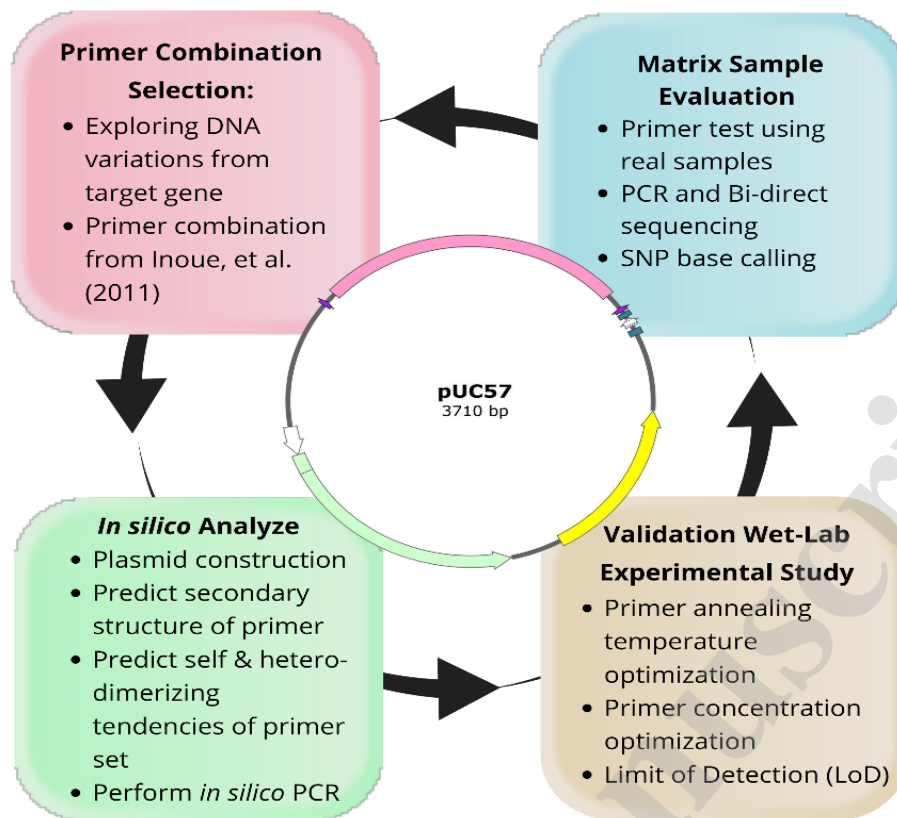 Primer Combination
Selection:
• Exploring DNA
variations from
target gene
• Primer combination
from Inoue, et al.
(2011)
Matrix Sample
Evaluation
• Primer test using
real samples
• PCR and Bi-direct
sequencing
• SNP base calling
pUC57
3710 bp
In silico Analyze
• Plasmid construction
• Predict secondary
structure of primer
• Predict self & hetero-
dimerizing
tendencies of primer
set
• Perform in silico PCR
Validation Wet-Lab
Experimental Study
• Primer annealing
temperature
optimization
• Primer concentration
optimization
• Limit of Detection (LoD)
nuscri